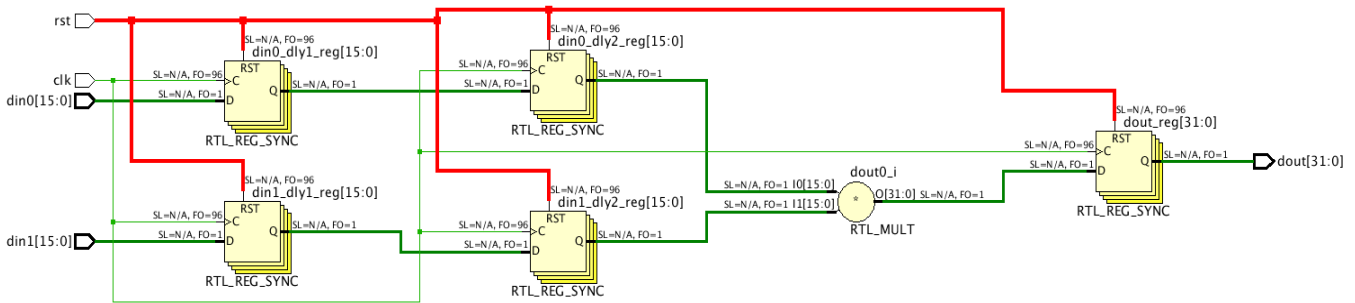 rst
SL=N/A, FO=96
din0_dly1_reg[15:0]
RST
SL=N/A, FO=96
C
clk
din0[15:0]
SL=N/A, FO=1
D
Q
SL=N/A, FO=1
RTL_REG_SYNC
SL=N/A, FO=96
din0_dly2_reg[15:0]
RST
SL=N/A, FO=96
C
SL=N/A, FO=1
D
Q
SL=N/A, FO=1
RTL_REG_SYNC
SL=N/A, FO=96
din1_dly1_reg[15:0]
RST
SL=N/A, FO=96
C
din1[15:0]
SL=N/A, FO=1
D
Q
SL=N/A, FO=1
RTL_REG_SYNC
SL=N/A, FO=96
din1_dly2_reg[15:0]
RST
SL=N/A, FO=96
C
SL=N/A, FO=1
D
Q
SL=N/A, FO=1
RTL_REG_SYNC
dout0_i
SL=N/A, FO=1 I0[15:0]
SL=N/A, FO=1 I1[15:0]
*
O[31:0]
SL=N/A, FO=1
RTL_MULT
SL=N/A, FO=96
dout_reg[31:0]
RST
SL=N/A, FO=96
C
SL=N/A, FO=1
D
Q
SL=N/A, FO=1
RTL_REG_SYNC
dout[31:0]